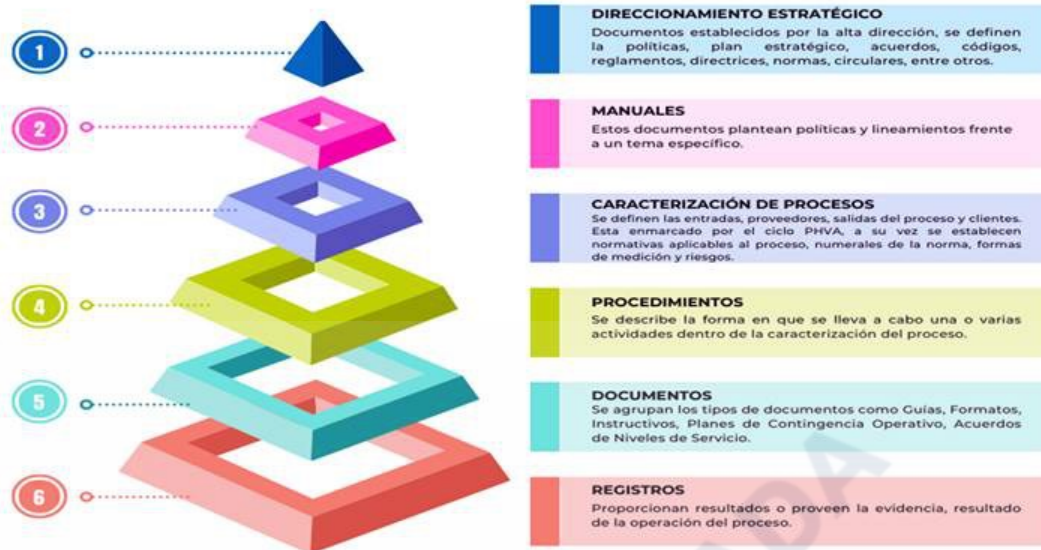 1
DIRECCIONAMIENTO ESTRATÉGICO
Documentos establecidos por la alta dirección, se definen
la políticas, plan estratégico, acuerdos, códigos,
reglamentos, directrices, normas, circulares, entre otros.
2
MANUALES
Estos documentos plantean políticas y lineamientos frente
a un tema específico.
3
CARACTERIZACIÓN DE PROCESOS
Se definen las entradas, proveedores, salidas del proceso y clientes.
Esta enmarcado por el ciclo PHVA, a su vez se establecen
normativas aplicables al proceso, numerales de la norma, formas
de medición y riesgos.
4
PROCEDIMIENTOS
Se describe la forma en que se lleva a cabo una o varias
actividades dentro de la caracterización del proceso.
5
DOCUMENTOS
Se agrupan los tipos de documentos como Guías, Formatos,
Instructivos, Planes de Contingencia Operativo, Acuerdos
de Niveles de Servicio.
6
REGISTROS
Proporcionan resultados o proveen la evidencia, resultado
de la operación del proceso.